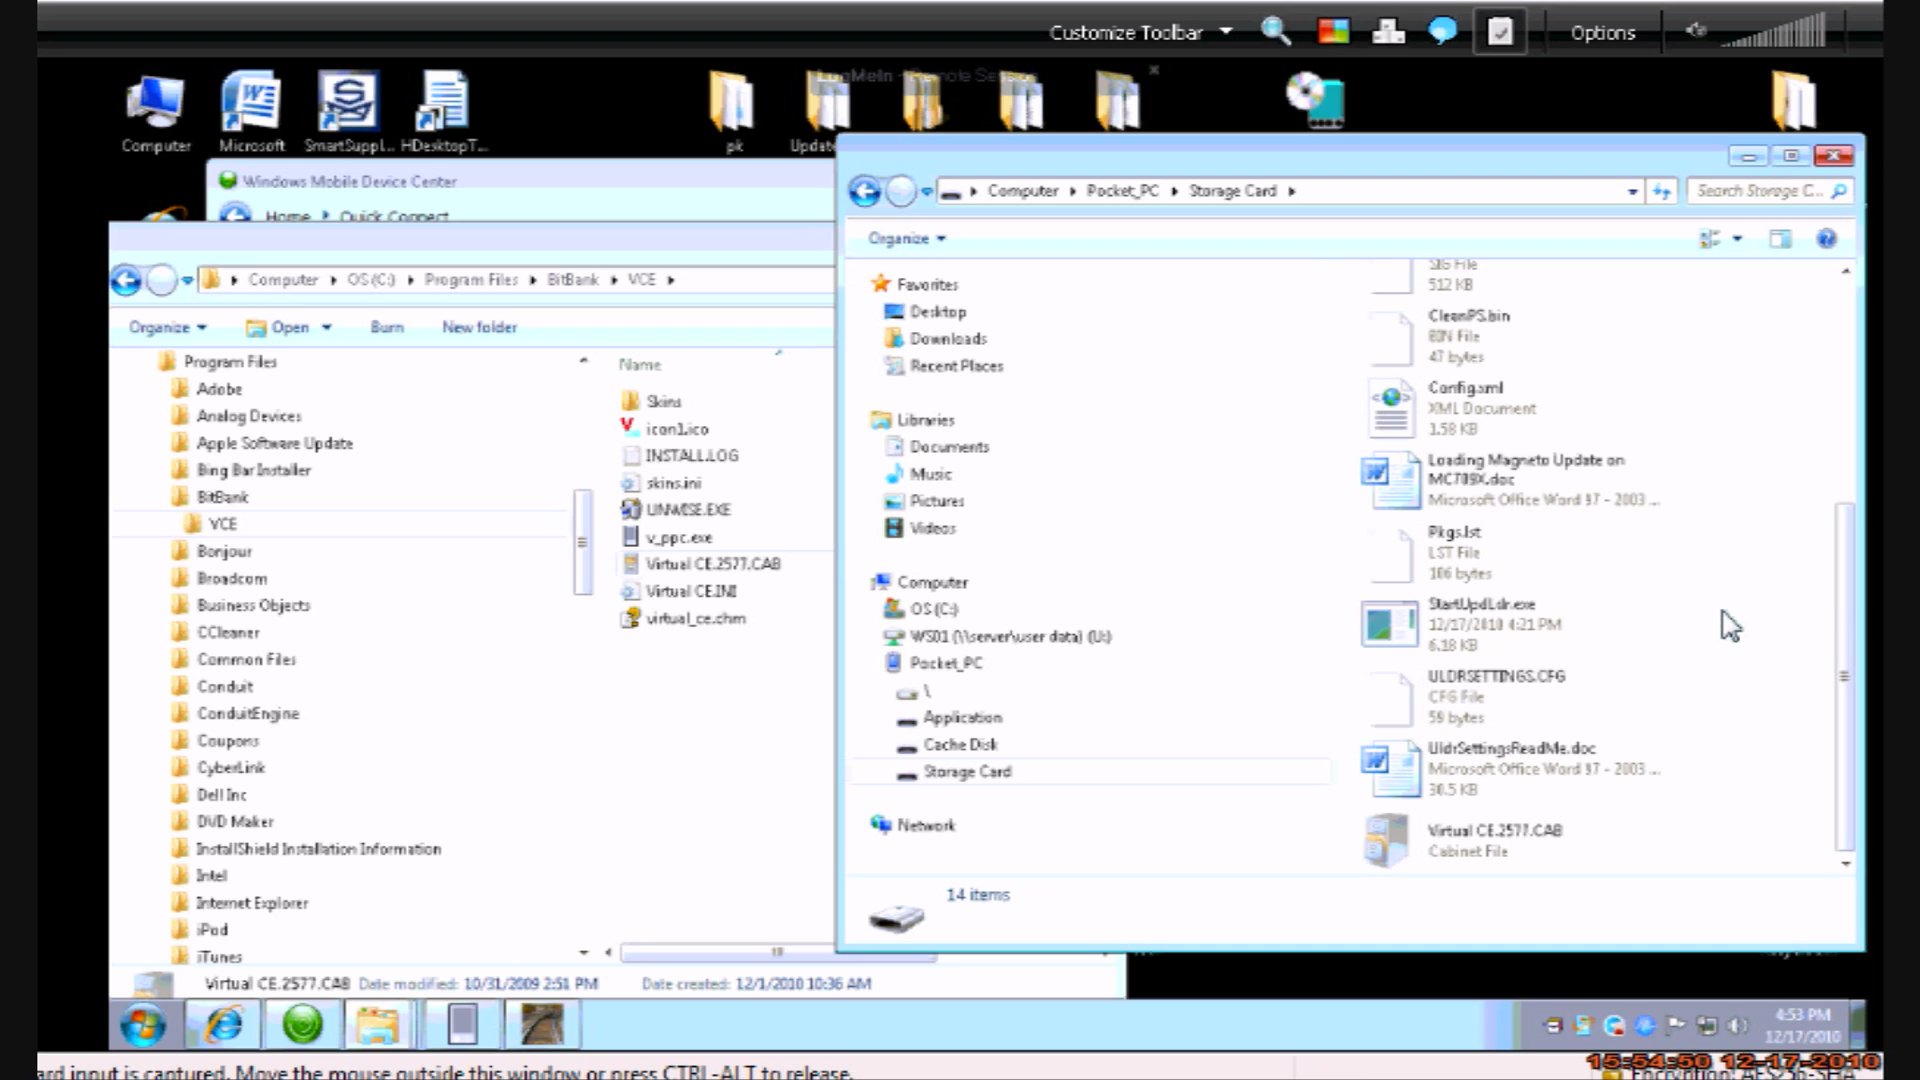 Customize Toolbar
Options
LogMeIn - Remote Session
Computer
Microsoft
SmartSuppl...
HDesktopT...
pk
Update
Windows Mobile Device Center
Home
Quick Connect
Computer
OS (C:)
Program Files
BitBank
VCE
Organize
Open
Burn
New folder
Program Files
Adobe
Analog Devices
Apple Software Update
Bing Bar Installer
BitBank
VCE
Bonjour
Broadcom
Business Objects
CCleaner
Common Files
Conduit
ConduitEngine
Coupons
CyberLink
Dell Inc
DVD Maker
InstallShield Installation Information
Intel
Internet Explorer
iPod
iTunes
Name
Skins
icon1.ico
INSTALL.LOG
skins.ini
UNWISE.EXE
v_ppc.exe
Virtual CE.2577.CAB
Virtual CE.INI
virtual_ce.chm
Virtual CE.2577.CAB Date modified: 10/31/2009 2:51 PM Date created: 12/1/2010 10:36 AM
Computer
Pocket_PC
Storage Card
Search Storage C...
Organize
Favorites
Desktop
Downloads
Recent Places
Libraries
Documents
Music
Pictures
Videos
Computer
OS (C:)
WS01 (\\server\user data) (U:)
Pocket_PC
\
Application
Cache Disk
Storage Card
Network
SIG File
512 KB
CleanPS.bin
BIN File
47 bytes
Config.xml
XML Document
1.58 KB
Loading Magneto Update on
MC709X.doc
Microsoft Office Word 97 - 2003 ...
Pkgs.lst
LST File
186 bytes
StartUpdLdr.exe
12/17/2010 4:21 PM
6.18 KB
ULDRSETTINGS.CFG
CFG File
59 bytes
UldrSettingsReadMe.doc
Microsoft Office Word 97 - 2003 ...
30.5 KB
Virtual CE.2577.CAB
Cabinet File
14 items
4:53 PM
12/17/2010
15:54:50 12-17-2010
ard input is captured. Move the mouse outside this window or press CTRL-ALT to release.
Encryption: AES256-SHA